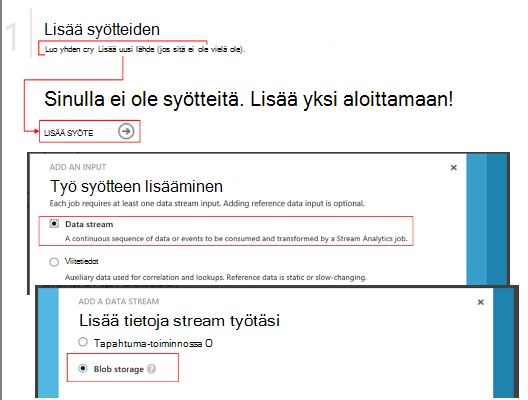 1
Lisää syötteiden
Luo yhden cry Lisää uusi lähde (jos sitä ei ole vielä ole).
Sinulla ei ole syötteitä. Lisää yksi aloittamaan!
LISÄÄ SYÖTE
ADD AN INPUT
Työ syötteen lisääminen
Each job requires at least one data stream input. Adding reference data input is optional.
Data stream
A continuous sequence of data or events to be consumed and transformed by a Stream Analytics job.
Viitetiedot
Auxiliary data used for correlation and lookups. Reference data is static or slow-changing.
ADD A DATA STREAM
Lisää tietoja stream työtäsi
Tapahtuma-toiminnossa O
Blob storage